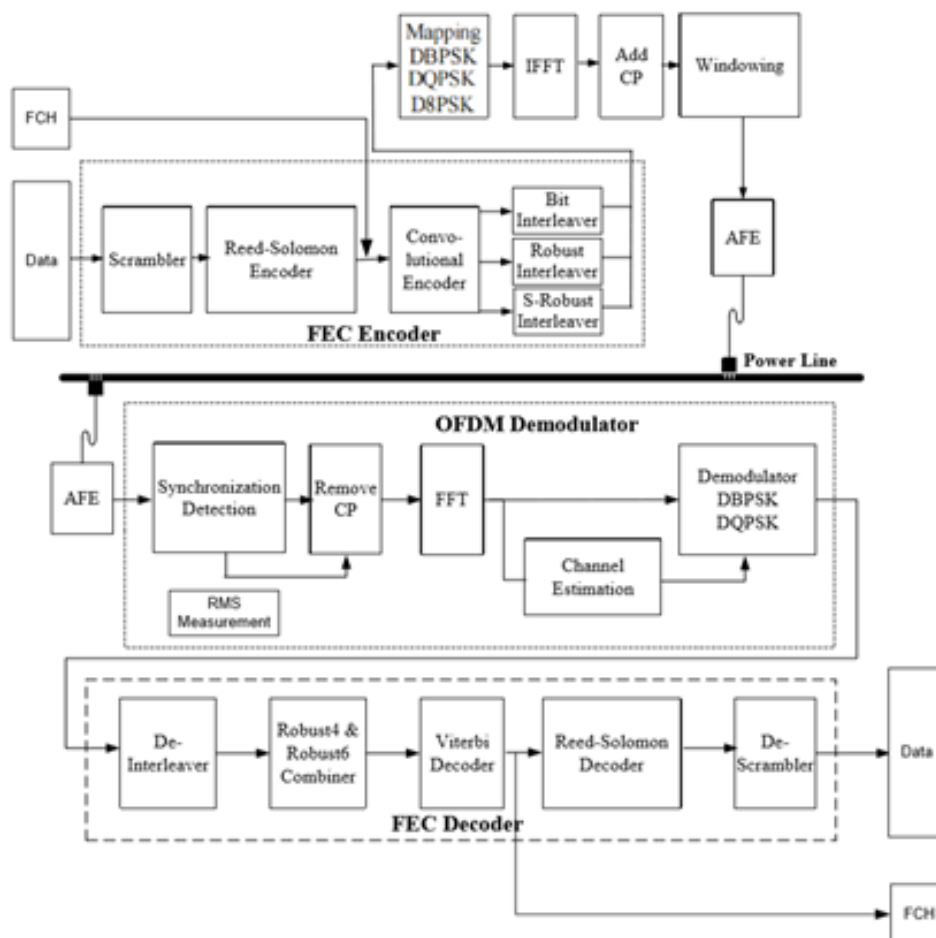 Mapping
DBPSK
DQPSK
D8PSK
IFFT
Add
CP
Windowing
FCH
AFE
Data
Scrambler
Reed-Solomon
Encoder
Convo-
lutional
Encoder
Bit
Interleaver
Robust
Interleaver
S-Robust
Interleaver
FEC Encoder
Power Line
OFDM Demodulator
AFE
Synchronization
Detection
Remove
CP
FFT
Demodulator
DBPSK
DQPSK
Channel
Estimation
RMS
Measurement
De-
Interleaver
Robust4 &
Robust6
Combiner
Viterbi
Decoder
Reed-Solomon
Decoder
De-
Scrambler
Data
FEC Decoder
FCH